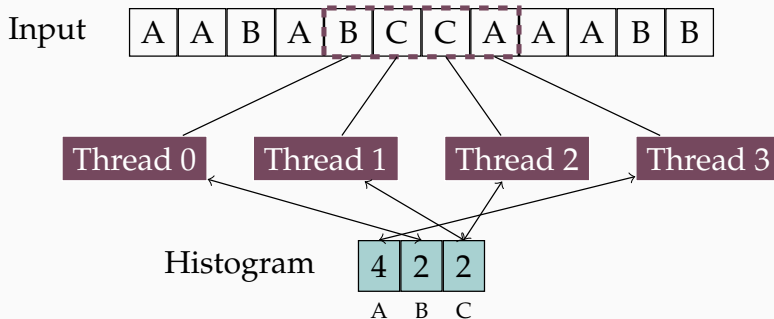 Input A A B A B C C A A A B B
Thread 0 Thread 1 Thread 2 Thread 3
Histogram 4 2 2
A B C